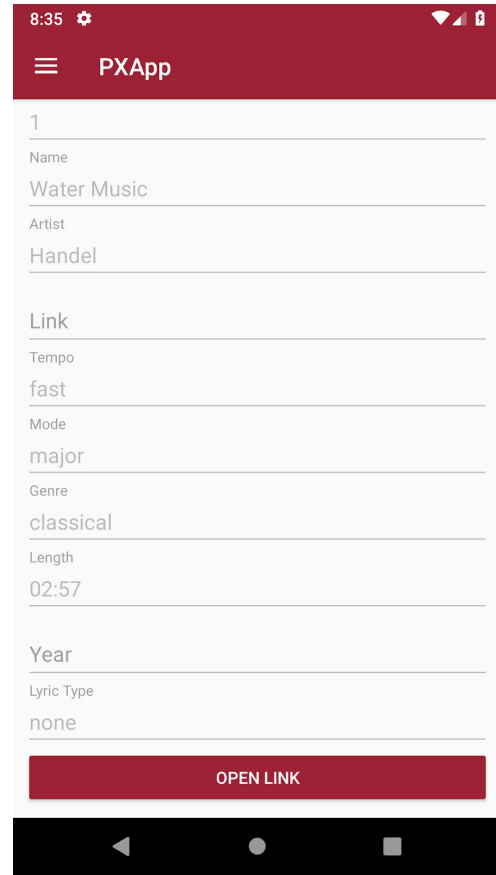 8:35
PXApp
1
Name
Water Music
Artist
Handel
Link
Tempo
fast
Mode
major
Genre
classical
Length
02:57
Year
Lyric Type
none
OPEN LINK